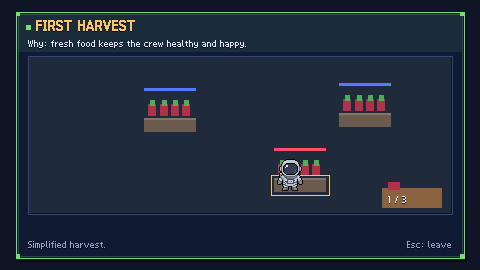 FIRST HARVEST
Why: fresh food keeps the crew healthy and happy.
1 / 3
Simplified harvest.
Esc: leave